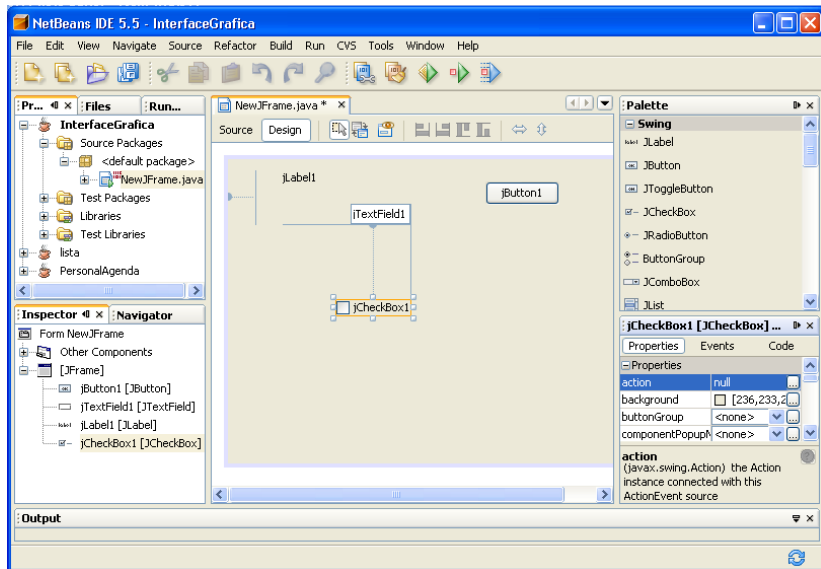 NetBeans IDE 5.5 - InterfaceGrafica
File Edit View Navigate Source Refactor Build Run CVS Tools Window Help
Pr... Files Run...
InterfaceGrafica
Source Packages
<default package>
NewJFrame.java
Test Packages
Libraries
Test Libraries
lista
PersonalAgenda
Inspector Navigator
Form NewJFrame
Other Components
[JFrame]
jButton1 [JButton]
jTextField1 [JTextField]
jLabel1 [JLabel]
jCheckBox1 [JCheckBox]
NewJFrame.java *
Source Design
jLabel1
jButton1
jTextField1
jCheckBox1
Palette
Swing
label JLabel
JButton
JToggleButton
JCheckBox
JRadioButton
ButtonGroup
JComboBox
JList
jCheckBox1 [JCheckBox] ...
Properties Events Code
Properties
action null ...
background [236,233,2 ...
buttonGroup <none> ...
componentPopupM <none> ...
action
(javax.swing.Action) the Action
instance connected with this
ActionEvent source
Output